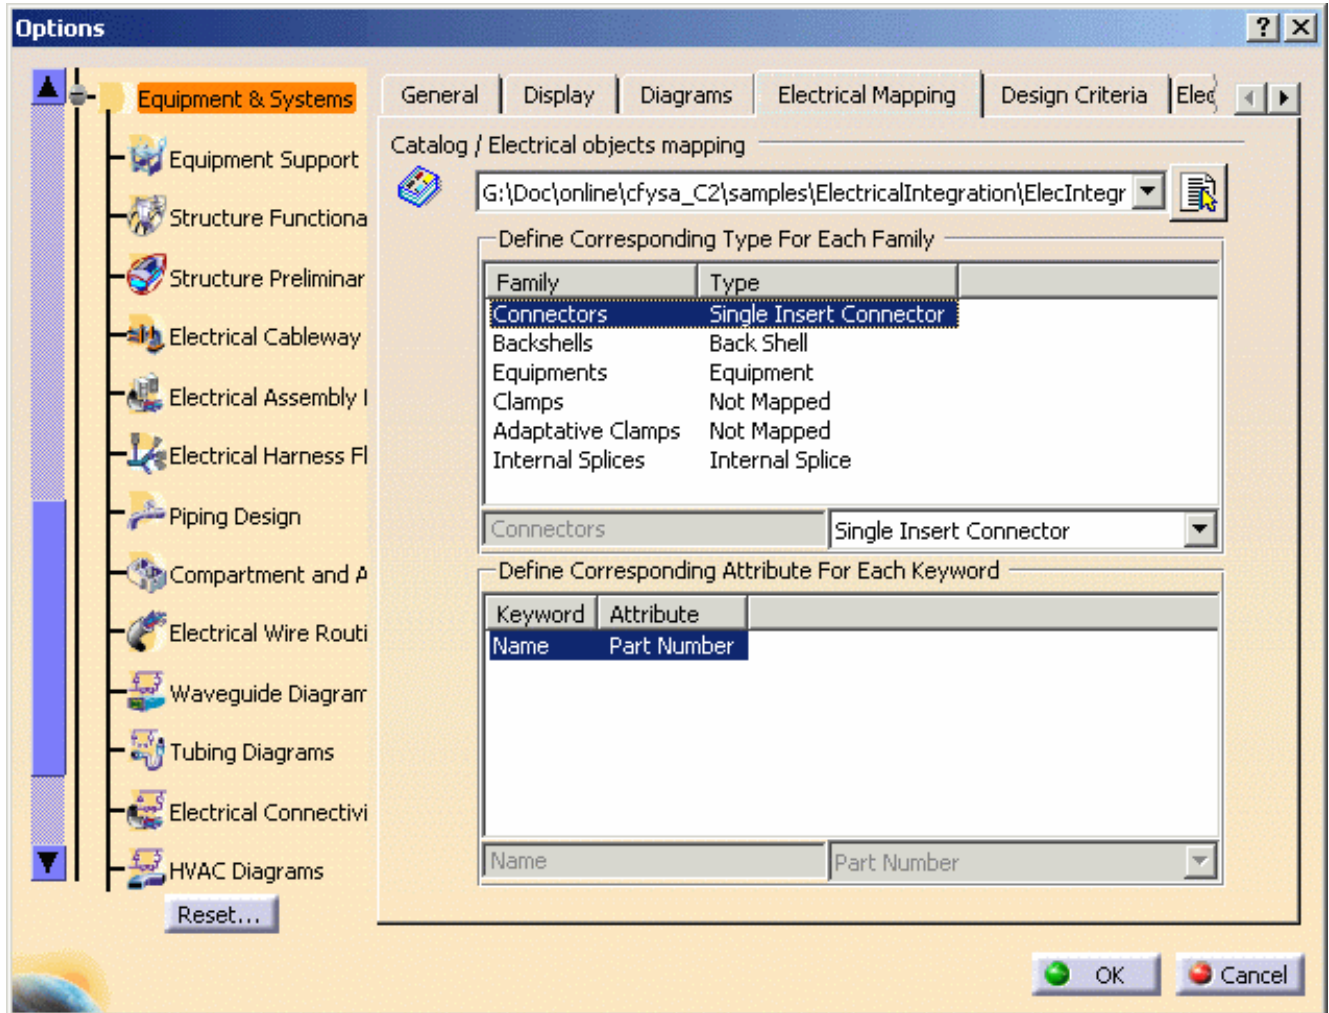 Options
Equipment & Systems
Equipment Support
Structure Functiona
Structure Preliminar
Electrical Cableway
Electrical Assembly
Electrical Harness Fl
Piping Design
Compartment and A
Electrical Wire Routi
Waveguide Diagram
Tubing Diagrams
Electrical Connectivi
HVAC Diagrams
Reset...
General Display Diagrams Electrical Mapping Design Criteria Elec
Catalog / Electrical objects mapping
G:\Doc\online\cfysa_C2\samples\ElectricalIntegration\ElecIntegr
Define Corresponding Type For Each Family
Family Type
Connectors Single Insert Connector
Backshells Back Shell
Equipments Equipment
Clamps Not Mapped
Adaptative Clamps Not Mapped
Internal Splices Internal Splice
Connectors Single Insert Connector
Define Corresponding Attribute For Each Keyword
Keyword Attribute
Name Part Number
Name Part Number
OK Cancel